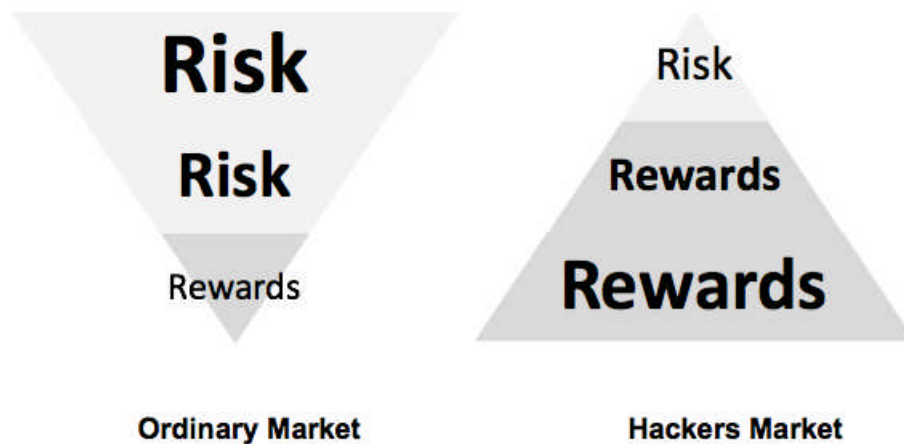 Risk
Risk
Rewards
Ordinary Market
Risk
Rewards
Rewards
Hackers Market